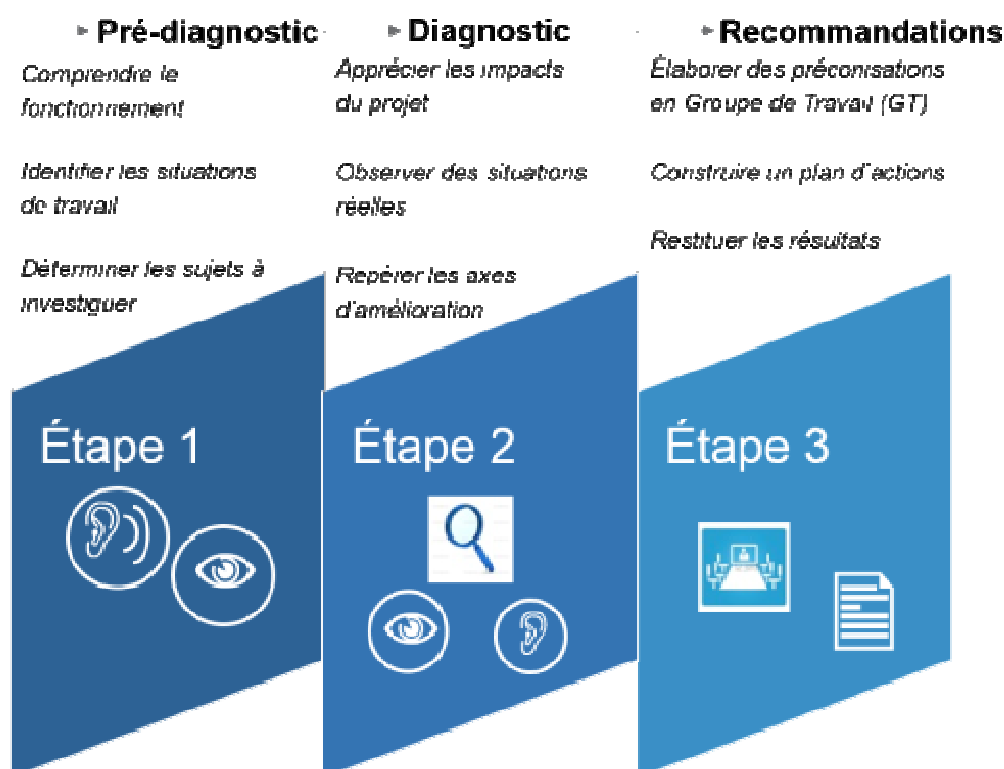 Pré-diagnostic
Comprendre le
fonctionnement
Identifier les situations
de travail
Déterminer les sujets à
investiguer
Étape 1
Diagnostic
Apprécier les impacts
du projet
Observer des situations
réelles
Repérer les axes
d'amélioration
Étape 2
Recommandations
Élaborer des préconisations
en Groupe de Travail (GT)
Construire un plan d'actions
Restituer les résultats
Étape 3